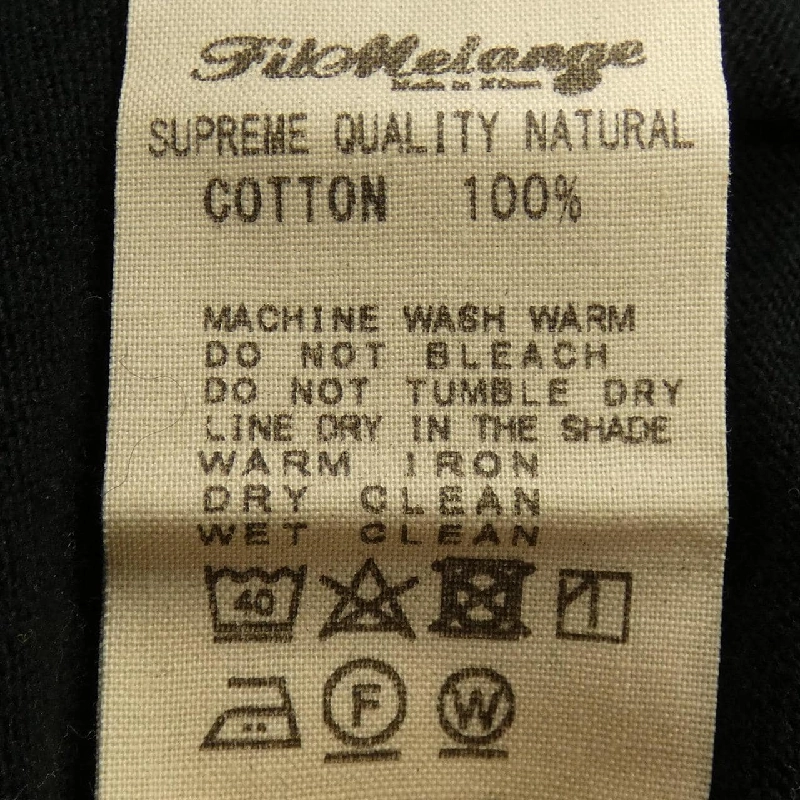 FilMelange
SUPREME QUALITY NATURAL
COTTON 100%
MACHINE WASH WARM
DO NOT BLEACH
DO NOT TUMBLE DRY
LINE DRY IN THE SHADE
WARM IRON
DRY CLEAN
WET CLEAN
40
F W